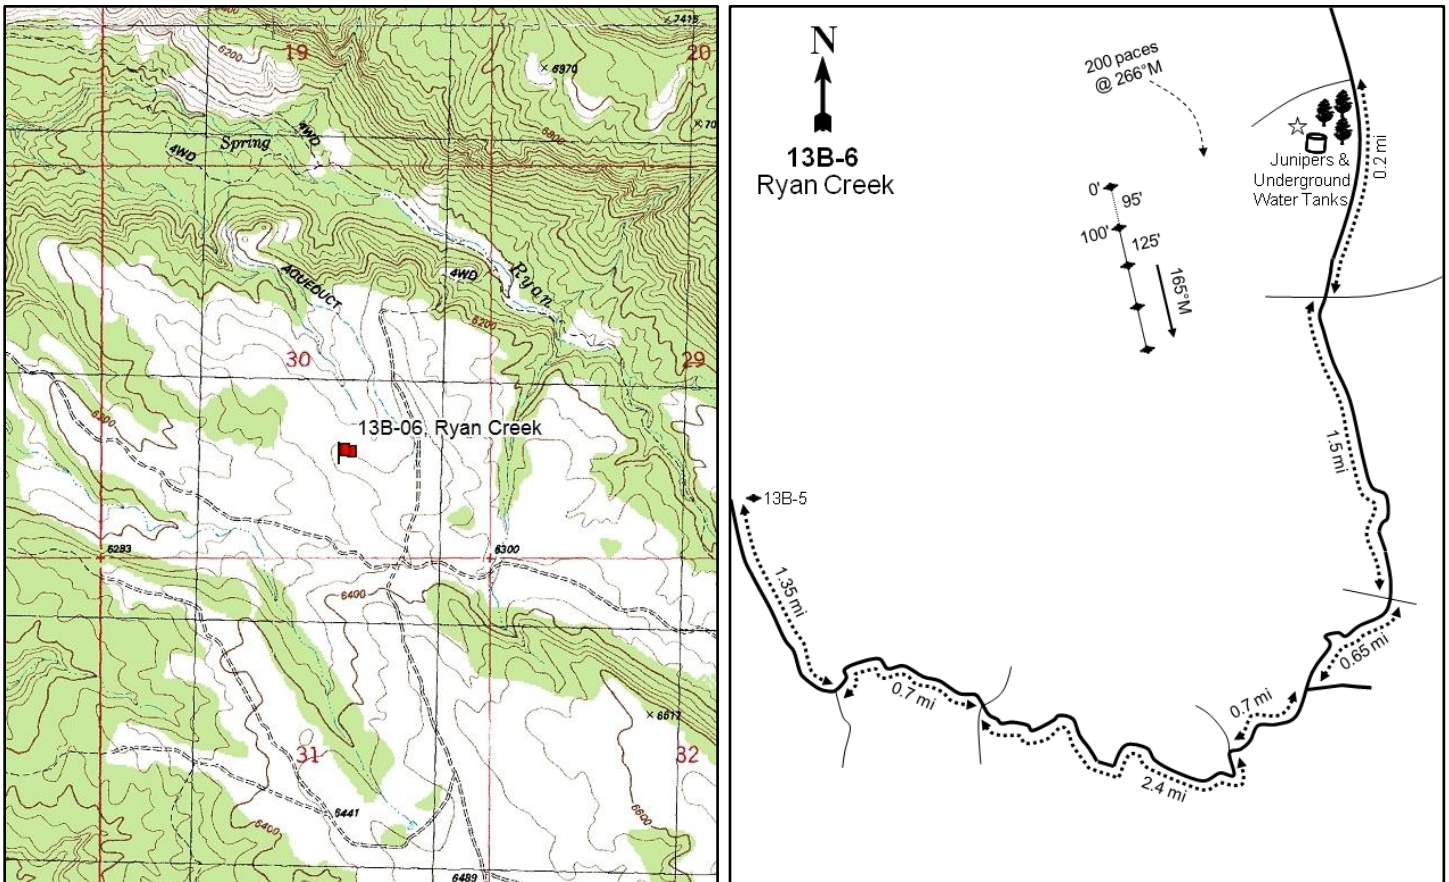 6400
7415
19
20
6200
6970
70
6800
4WD
Spring
4WD
Ryan
4WD
AQUEDUCT
6200
30
29
6200
13B-06, Ryan Creek
6293
6300
6400
6617
31
32
6441
6400
6600
6489
N
13B-6
Ryan Creek
200 paces
@ 266°M
0'
95'
100'
125'
165°M
Junipers &
Underground
Water Tanks
0.2 mi
1.5 mi
13B-5
1.35 mi
0.7 mi
2.4 mi
0.7 mi
0.65 mi